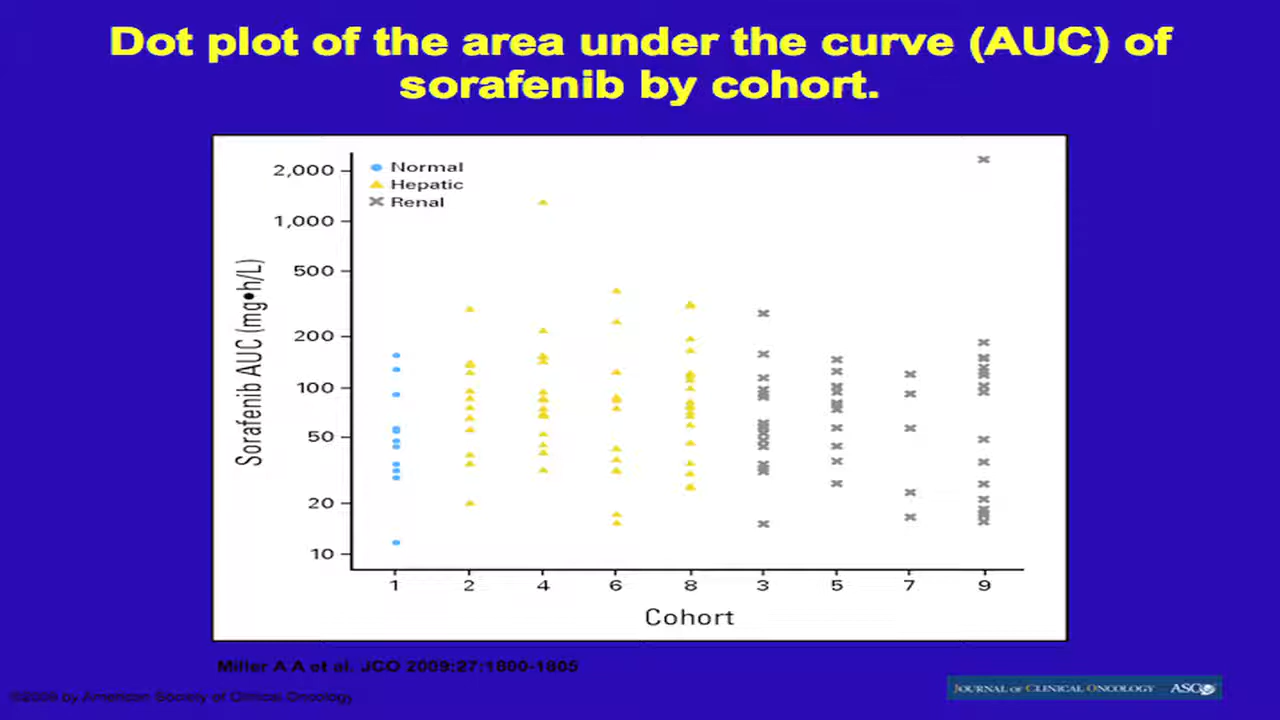 Dot plot of the area under the curve (AUC) of
sorafenib by cohort.
Normal
Hepatic
Renal
2,000
1,000
500
200
100
50
20
10
Sorafenib AUC (mg•h/L)
1 2 4 6 8 3 5 7 9
Cohort
Miller A A et al. JCO 2009;27:1800-1805
©2009 by American Society of Clinical Oncology
JOURNAL OF CLINICAL ONCOLOGY ASCO